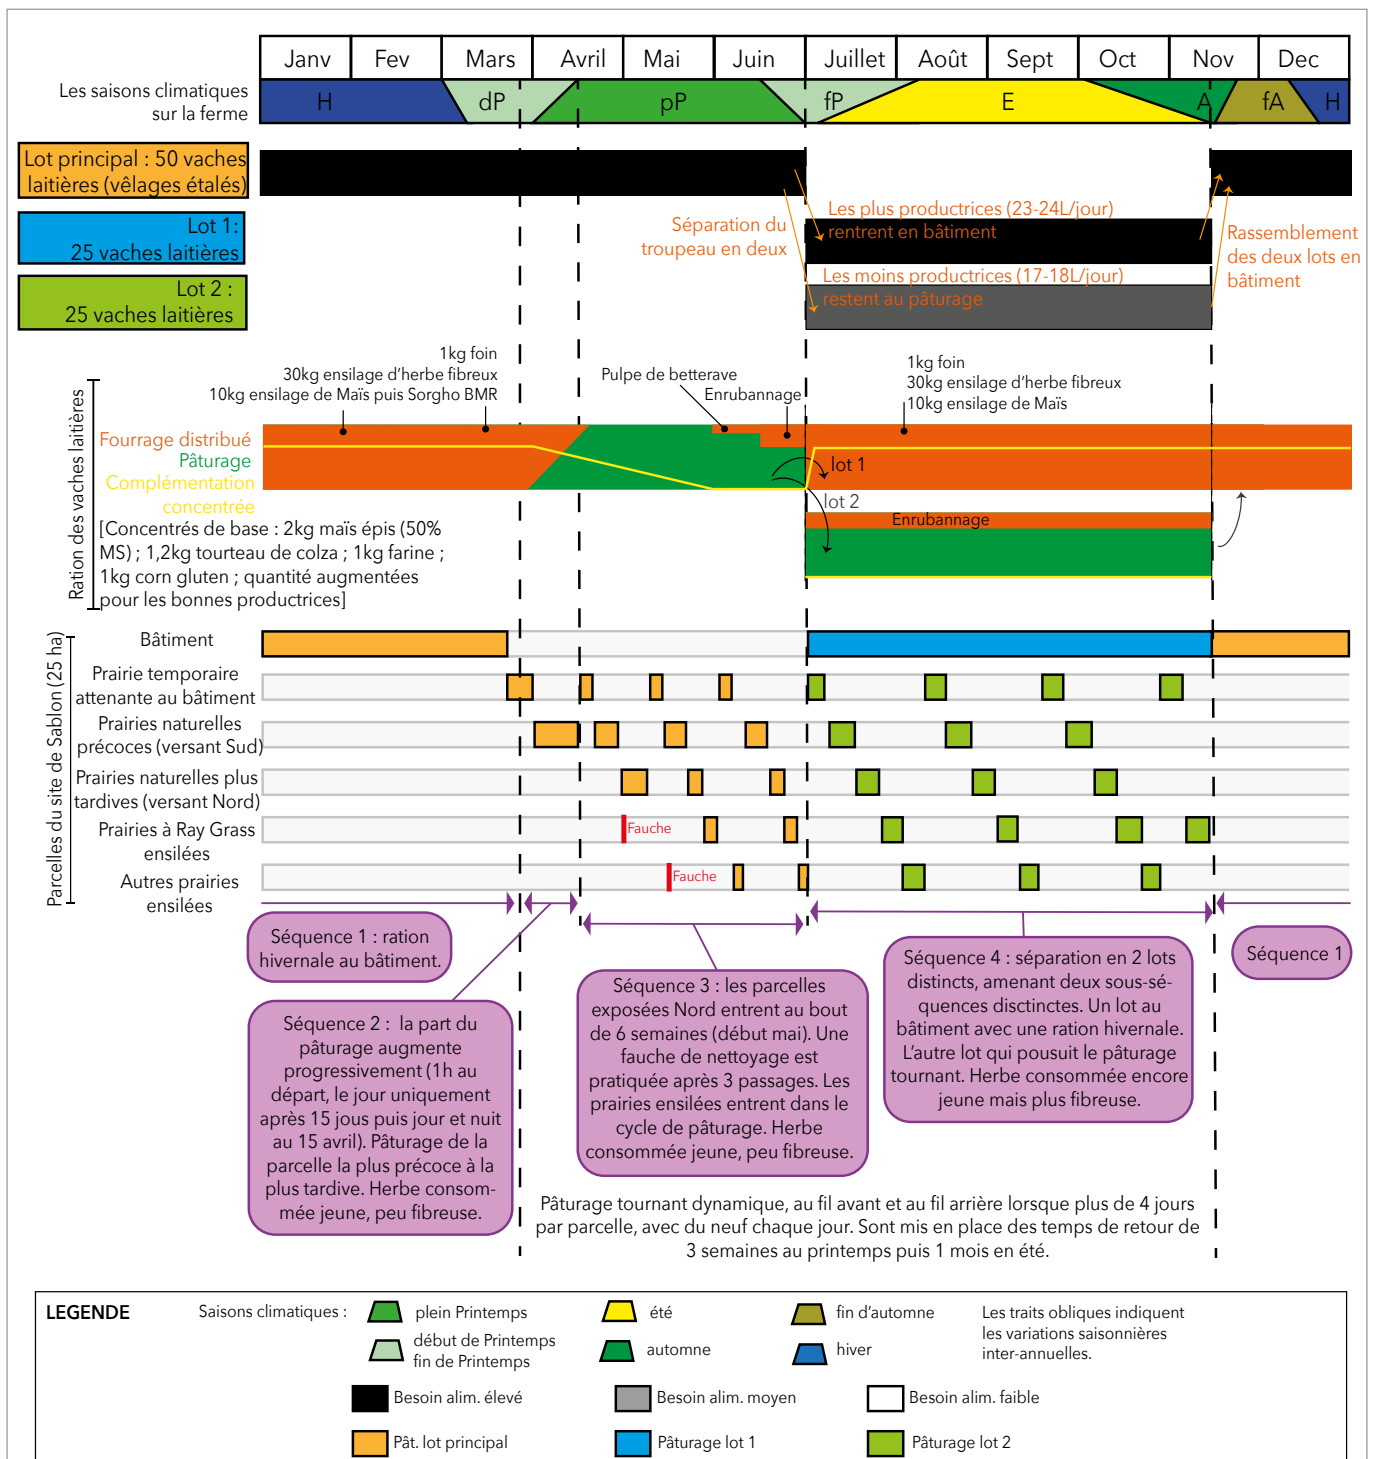 Janv Fev Mars Avril Mai Juin Juillet Août Sept Oct Nov Dec
Les saisons climatiques
sur la ferme
H dP pP fP E A fA H
Lot principal : 50 vaches
laitières (vêlages étalés)
Lot 1:
25 vaches laitières
Lot 2 :
25 vaches laitières
Séparation du
troupeau en deux
Les plus productrices (23-24L/jour)
rentrent en bâtiment
Les moins productrices (17-18L/jour)
restent au pâturage
Rassemblement
des deux lots en
bâtiment
Ration des vaches laitières
1kg foin
30kg ensilage d'herbe fibreux
10kg ensilage de Maïs puis Sorgho BMR
Pulpe de betterave
Enrubannage
1kg foin
30kg ensilage d'herbe fibreux
10kg ensilage de Maïs
Fourrage distribué
Pâturage
Complémentation
concentrée
lot 1
lot 2
Enrubannage
[Concentrés de base : 2kg maïs épis (50%
MS) ; 1,2kg tourteau de colza ; 1kg farine ;
1kg corn gluten ; quantité augmentées
pour les bonnes productrices]
Parcelles du site de Sablon (25 ha)
Bâtiment
Prairie temporaire
attenante au bâtiment
Prairies naturelles
précoces (versant Sud)
Prairies naturelles plus
tardives (versant Nord)
Prairies à Ray Grass
ensilées
Fauche
Autres prairies
ensilées
Fauche
Séquence 1 : ration
hivernale au bâtiment.
Séquence 2 : la part du
pâturage augmente
progressivement (1h au
départ, le jour uniquement
après 15 jous puis jour et nuit
au 15 avril). Pâturage de la
parcelle la plus précoce à la
plus tardive. Herbe consom-
mée jeune, peu fibreuse.
Séquence 3 : les parcelles
exposées Nord entrent au bout
de 6 semaines (début mai). Une
fauche de nettoyage est
pratiquée après 3 passages. Les
prairies ensilées entrent dans le
cycle de pâturage. Herbe
consommée jeune, peu fibreuse.
Séquence 4 : séparation en 2 lots
distincts, amenant deux sous-sé-
quences disctinctes. Un lot au
bâtiment avec une ration hivernale.
L'autre lot qui pousuit le pâturage
tournant. Herbe consommée encore
jeune mais plus fibreuse.
Séquence 1
Pâturage tournant dynamique, au fil avant et au fil arrière lorsque plus de 4 jours
par parcelle, avec du neuf chaque jour. Sont mis en place des temps de retour de
3 semaines au printemps puis 1 mois en été.
LEGENDE
Saisons climatiques :
plein Printemps
début de Printemps
fin de Printemps
été
automne
fin d'automne
hiver
Les traits obliques indiquent
les variations saisonnières
inter-annuelles.
Besoin alim. élevé
Besoin alim. moyen
Besoin alim. faible
Pât. lot principal
Pâturage lot 1
Pâturage lot 2